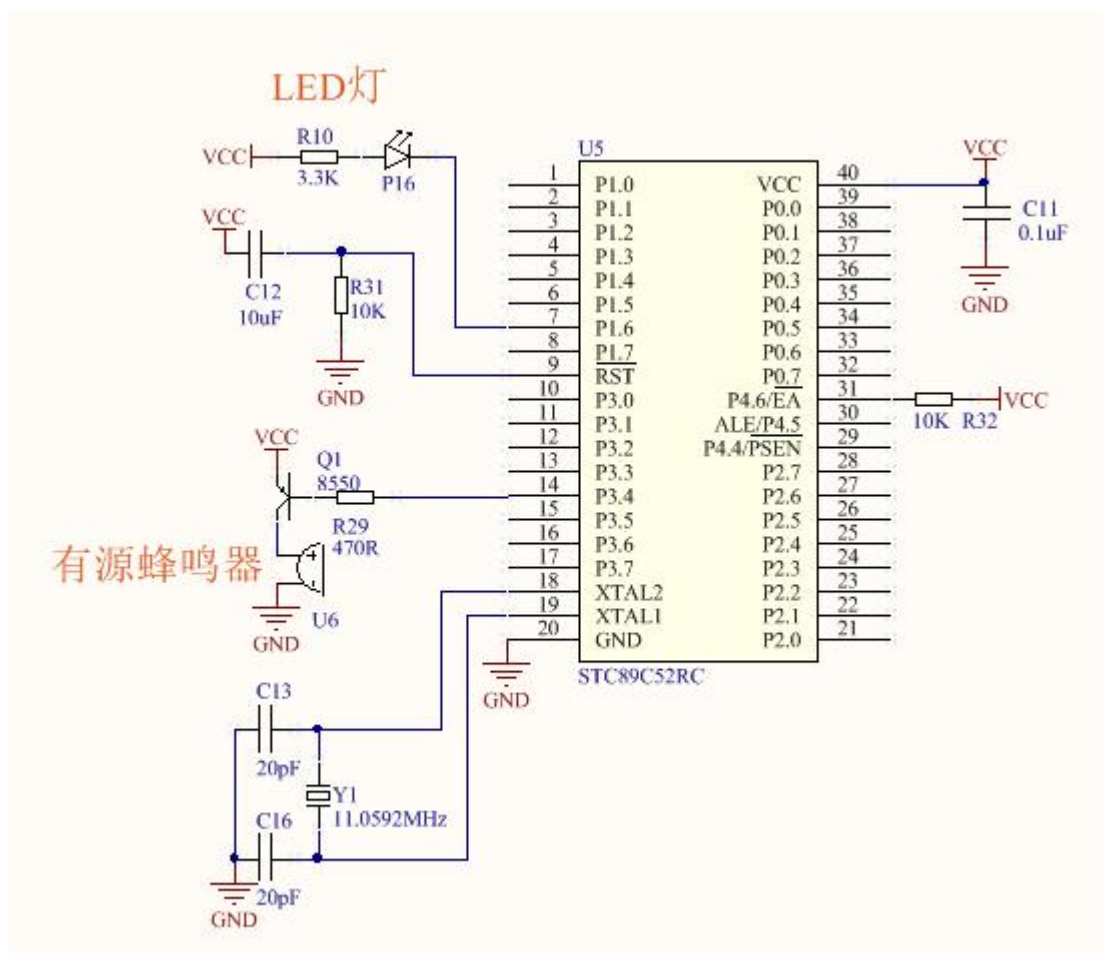 LED灯
R10
VCC
3.3K
P16
VCC
C12
10uF
R31
10K
GND
VCC
Q1
8550
R29
470R
有源蜂鸣器
+
-
U6
GND
C13
20pF
Y1
11.0592MHz
C16
20pF
GND
U5
1 P1.0 VCC 40
2 P1.1 P0.0 39
3 P1.2 P0.1 38
4 P1.3 P0.2 37
5 P1.4 P0.3 36
6 P1.5 P0.4 35
7 P1.6 P0.5 34
8 P1.7 P0.6 33
9 RST P0.7 32
10 P3.0 P4.6/EA 31
11 P3.1 ALE/P4.5 30
12 P3.2 P4.4/PSEN 29
13 P3.3 P2.7 28
14 P3.4 P2.6 27
15 P3.5 P2.5 26
16 P3.6 P2.4 25
17 P3.7 P2.3 24
18 XTAL2 P2.2 23
19 XTAL1 P2.1 22
20 GND P2.0 21
STC89C52RC
GND
VCC
C11
0.1uF
GND
10K R32
VCC